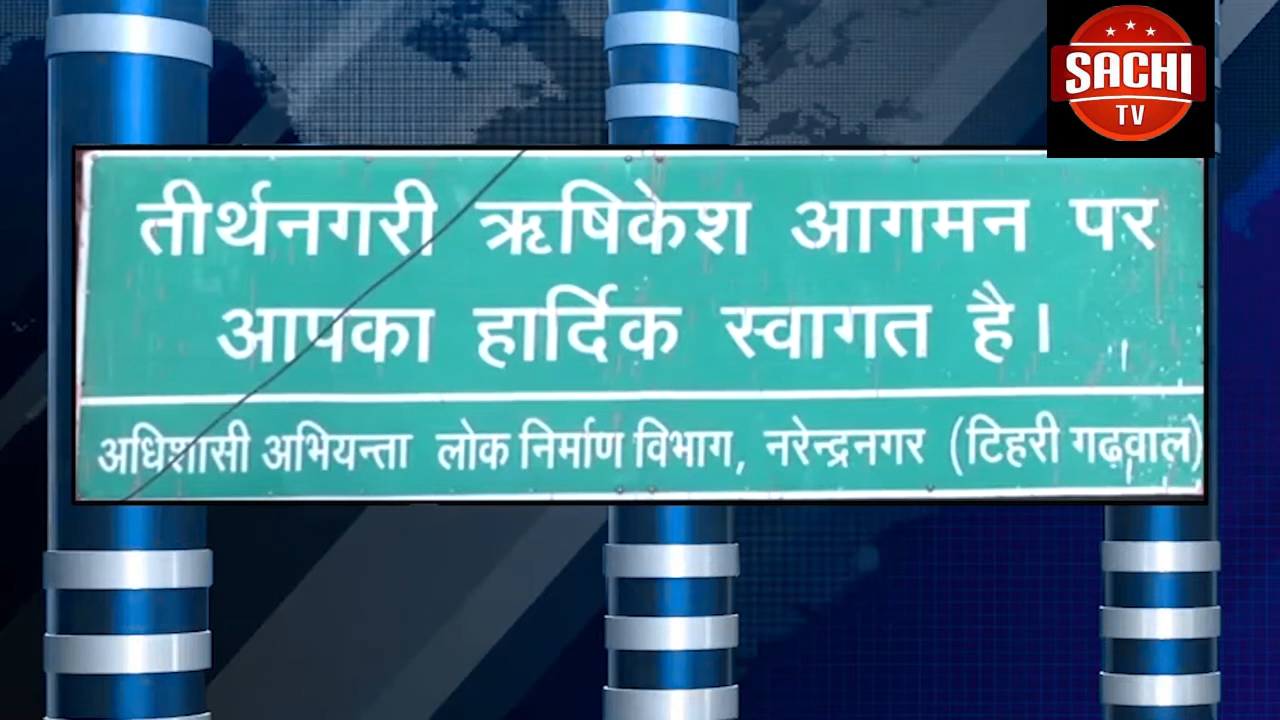 SACHI
TV
तीर्थनगरी ऋषिकेश आगमन पर
आपका हार्दिक स्वागत है।
अधिशासी अभियन्ता लोक निर्माण विभाग, नरेन्द्रनगर (टिहरी गढ़वाल)